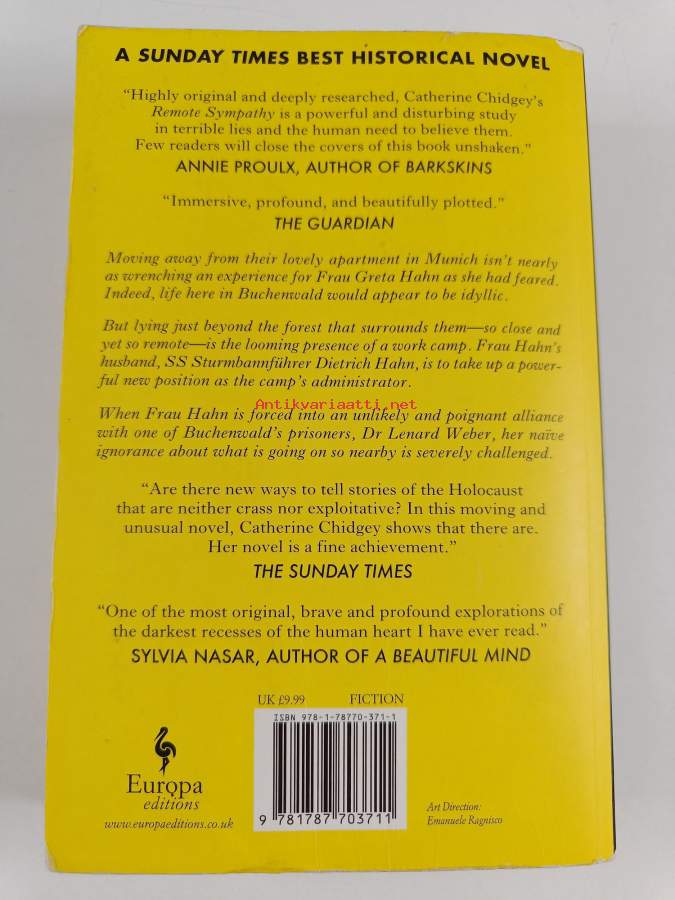 A SUNDAY TIMES BEST HISTORICAL NOVEL
“Highly original and deeply researched, Catherine Chidgey’s
Remote Sympathy is a powerful and disturbing study
in terrible lies and the human need to believe them.
Few readers will close the covers of this book unshaken.”
ANNIE PROULX, AUTHOR OF BARKSKINS
“Immersive, profound, and beautifully plotted.”
THE GUARDIAN
Moving away from their lovely apartment in Munich isn’t nearly
as wrenching an experience for Frau Greta Hahn as she had feared.
Indeed, life here in Buchenwald would appear to be idyllic.
But lying just beyond the forest that surrounds them—so close and
yet so remote—is the looming presence of a work camp. Frau Hahn’s
husband, SS Sturmbannführer Dietrich Hahn, is to take up a power-
ful new position as the camp’s administrator.
Antikvariaatti.net
When Frau Hahn is forced into an unlikely and poignant alliance
with one of Buchenwald’s prisoners, Dr Lenard Weber, her naïve
ignorance about what is going on so nearby is severely challenged.
“Are there new ways to tell stories of the Holocaust
that are neither crass nor exploitative? In this moving and
unusual novel, Catherine Chidgey shows that there are.
Her novel is a fine achievement.”
THE SUNDAY TIMES
“One of the most original, brave and profound explorations of
the darkest recesses of the human heart I have ever read.”
SYLVIA NASAR, AUTHOR OF A BEAUTIFUL MIND
UK £9.99 FICTION
ISBN 978-1-78770-371-1
9 781787 703711
Europa
editions
www.europaeditions.co.uk
Art Direction:
Emanuele Ragnisco